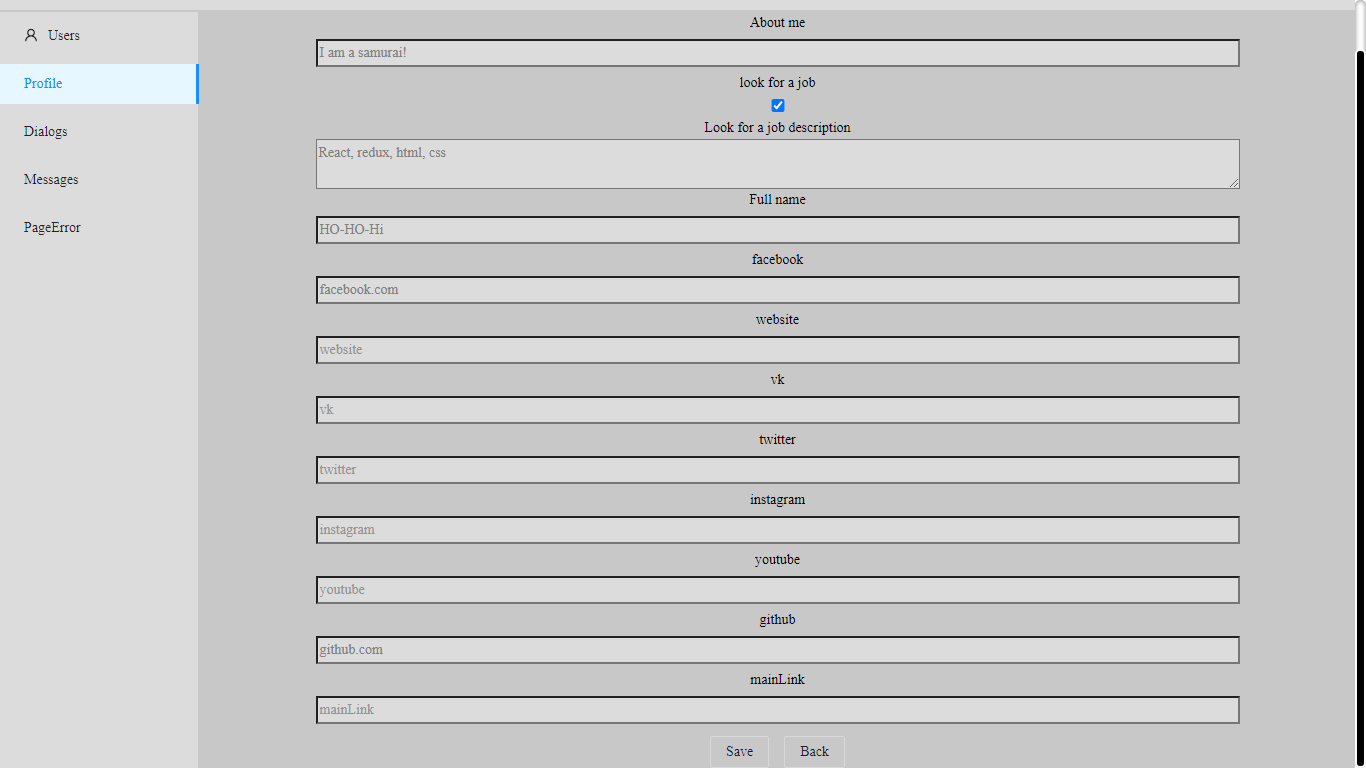 Users
Profile
Dialogs
Messages
PageError
About me
I am a samurai!
look for a job
Look for a job description
React, redux, html, css
Full name
HO-HO-Hi
facebook
facebook.com
website
website
vk
vk
twitter
twitter
instagram
instagram
youtube
youtube
github
github.com
mainLink
mainLink
Save Back